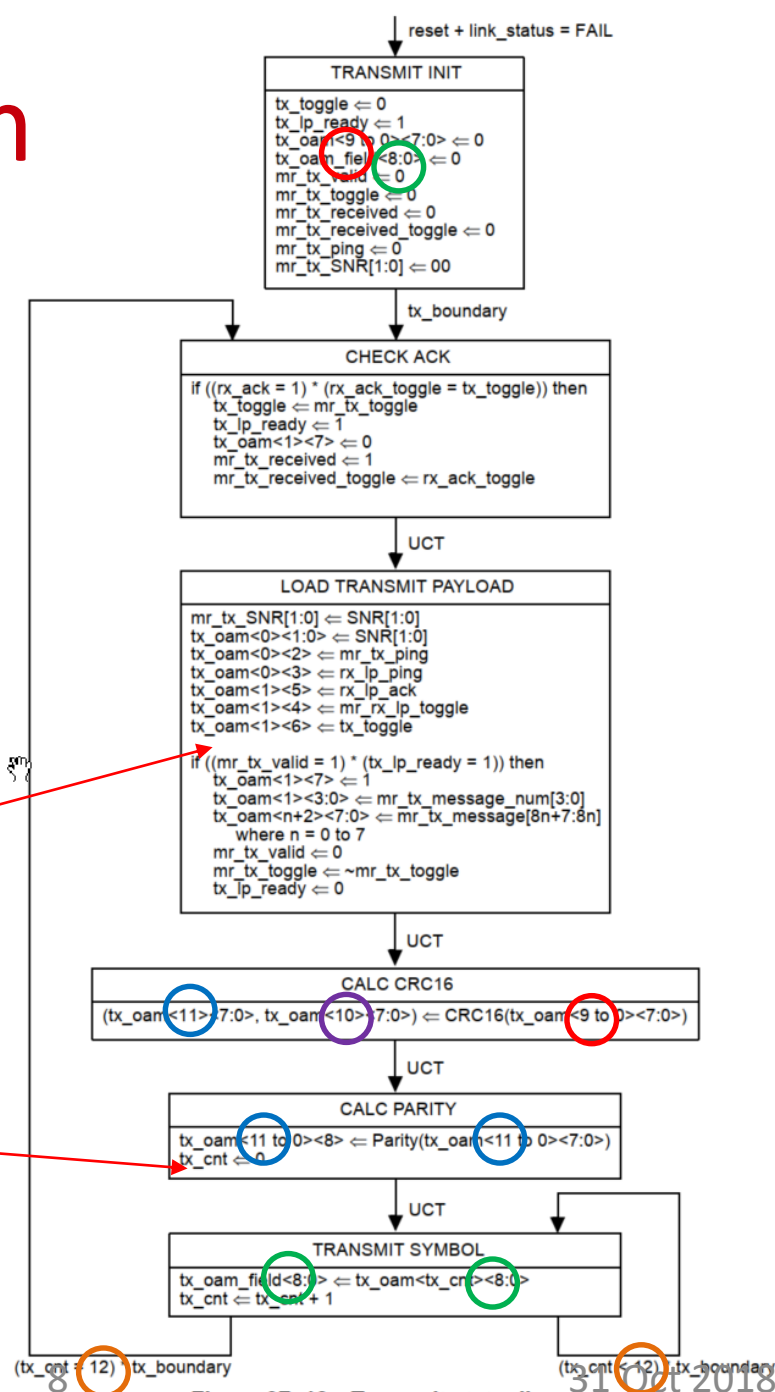 n
reset + link_status = FAIL
TRANSMIT INIT
tx_toggle ⇐ 0
tx_lp_ready ⇐ 1
tx_oam<9 to 0><7:0> ⇐ 0
tx_oam_field<8:0> ⇐ 0
mr_tx_valid ⇐ 0
mr_tx_toggle ⇐ 0
mr_tx_received ⇐ 0
mr_tx_received_toggle ⇐ 0
mr_tx_ping ⇐ 0
mr_tx_SNR[1:0] ⇐ 00
tx_boundary
CHECK ACK
if ((rx_ack = 1) * (rx_ack_toggle = tx_toggle)) then
tx_toggle ⇐ mr_tx_toggle
tx_lp_ready ⇐ 1
tx_oam<1><7> ⇐ 0
mr_tx_received ⇐ 1
mr_tx_received_toggle ⇐ rx_ack_toggle
UCT
LOAD TRANSMIT PAYLOAD
mr_tx_SNR[1:0] ⇐ SNR[1:0]
tx_oam<0><1:0> ⇐ SNR[1:0]
tx_oam<0><2> ⇐ mr_tx_ping
tx_oam<0><3> ⇐ rx_lp_ping
tx_oam<1><5> ⇐ rx_lp_ack
tx_oam<1><4> ⇐ mr_rx_lp_toggle
tx_oam<1><6> ⇐ tx_toggle
if ((mr_tx_valid = 1) * (tx_lp_ready = 1)) then
tx_oam<1><7> ⇐ 1
tx_oam<1><3:0> ⇐ mr_tx_message_num[3:0]
tx_oam<n+2><7:0> ⇐ mr_tx_message[8n+7:8n]
where n = 0 to 7
mr_tx_valid ⇐ 0
mr_tx_toggle ⇐ ~mr_tx_toggle
tx_lp_ready ⇐ 0
UCT
CALC CRC16
(tx_oam<11><7:0>, tx_oam<10><7:0>) ⇐ CRC16(tx_oam<9 to 0><7:0>)
UCT
CALC PARITY
tx_oam<11 to 0><8> ⇐ Parity(tx_oam<11 to 0><7:0>)
tx_cnt ⇐ 0
UCT
TRANSMIT SYMBOL
tx_oam_field<8:0> ⇐ tx_oam<tx_cnt><8:0>
tx_cnt ⇐ tx_cnt + 1
(tx_cnt = 12) * tx_boundary
(tx_cnt < 12) * tx_boundary
8
31 Oct 2018